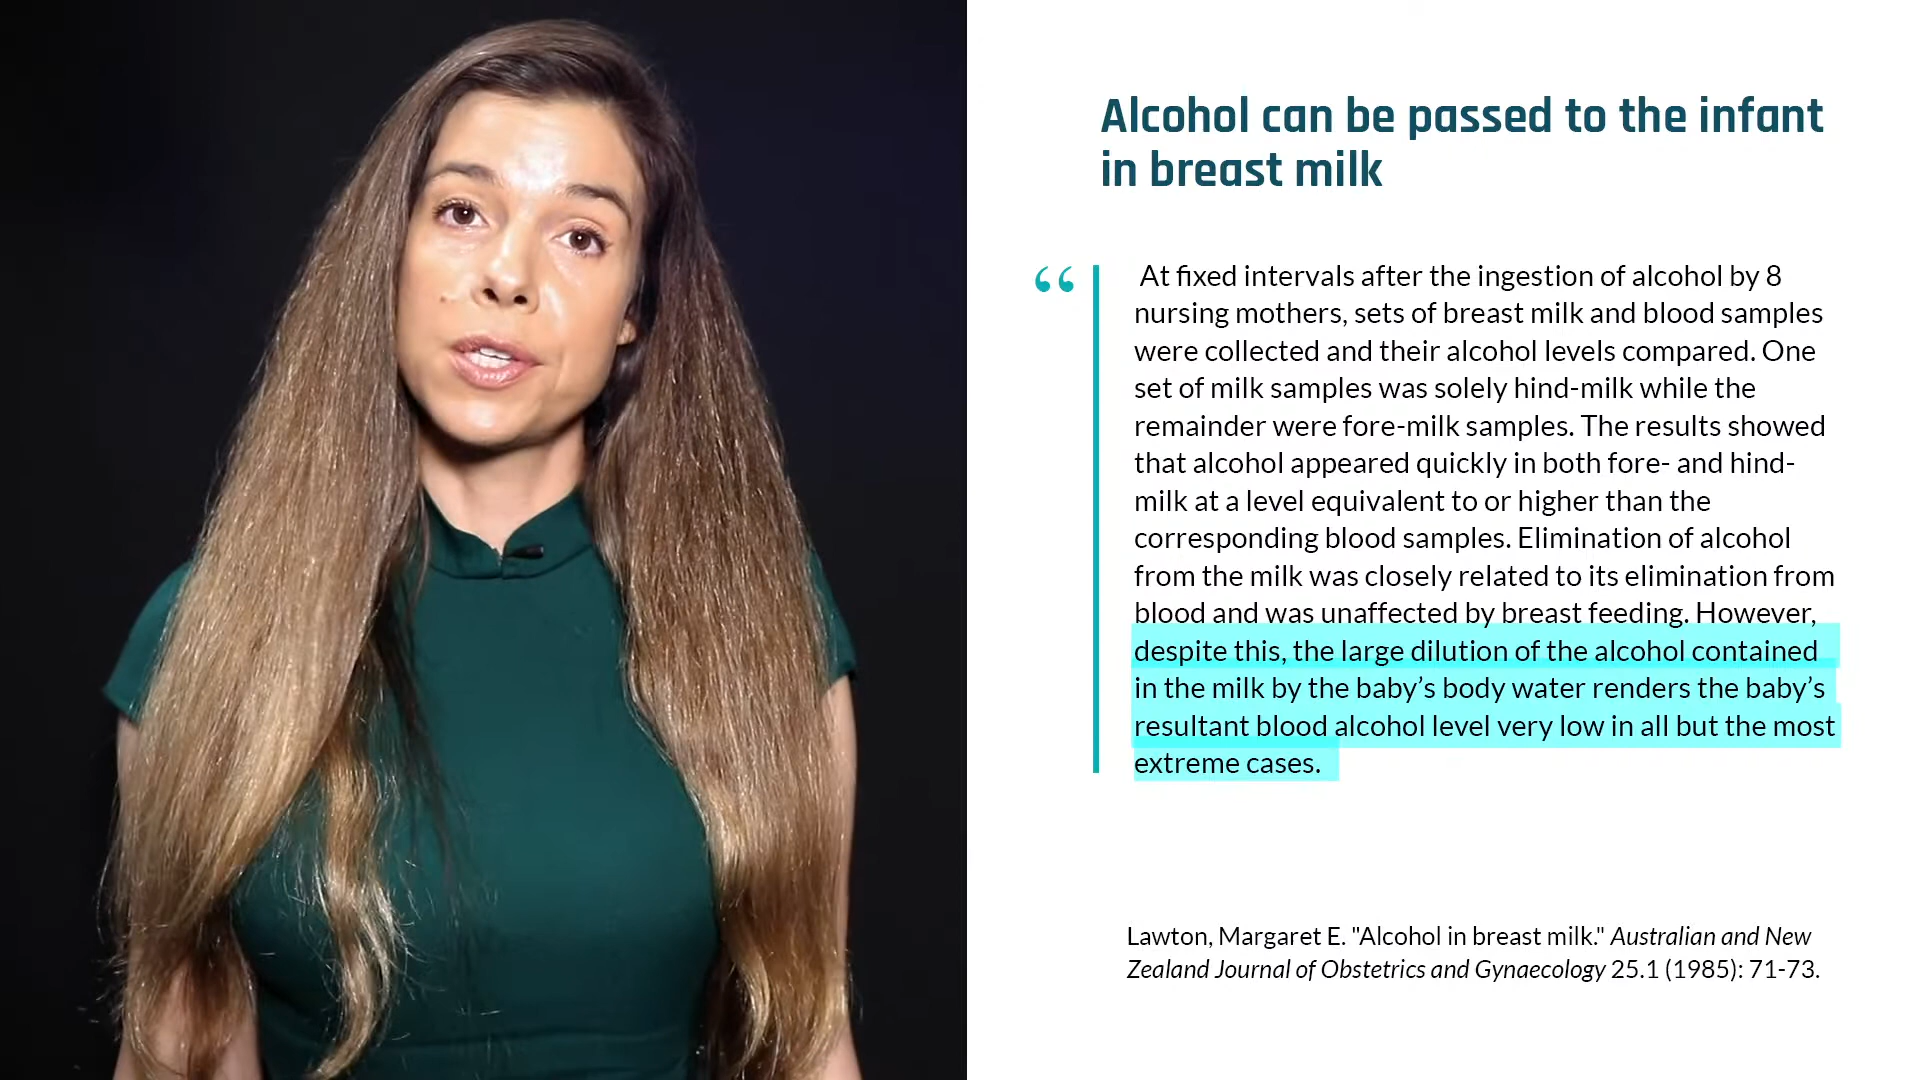 Alcohol can be passed to the infant
in breast milk
“ At fixed intervals after the ingestion of alcohol by 8
nursing mothers, sets of breast milk and blood samples
were collected and their alcohol levels compared. One
set of milk samples was solely hind-milk while the
remainder were fore-milk samples. The results showed
that alcohol appeared quickly in both fore- and hind-
milk at a level equivalent to or higher than the
corresponding blood samples. Elimination of alcohol
from the milk was closely related to its elimination from
blood and was unaffected by breast feeding. However,
despite this, the large dilution of the alcohol contained
in the milk by the baby’s body water renders the baby’s
resultant blood alcohol level very low in all but the most
extreme cases.
Lawton, Margaret E. "Alcohol in breast milk." Australian and New
Zealand Journal of Obstetrics and Gynaecology 25.1 (1985): 71-73.